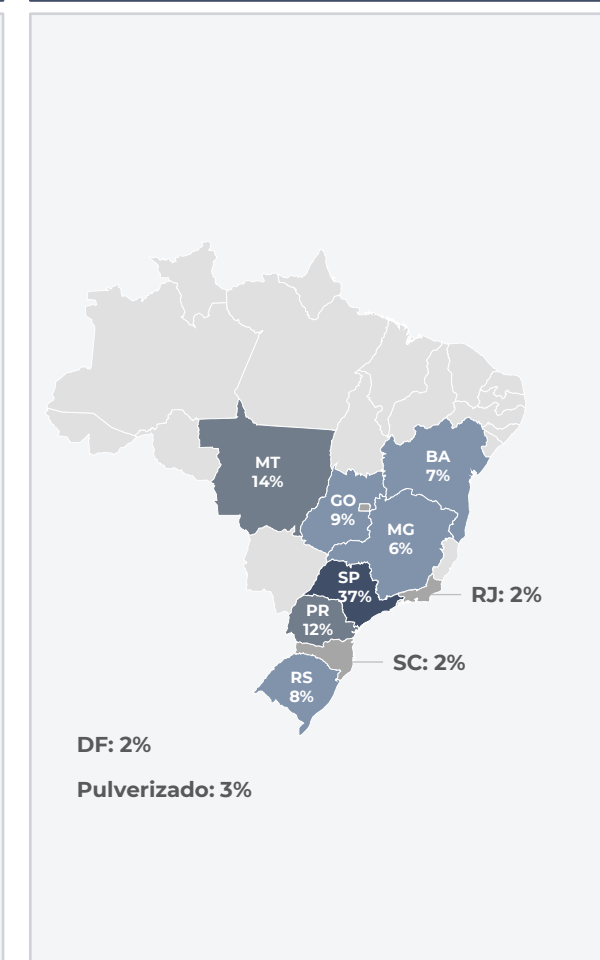 MT
14%
BA
7%
GO
9%
MG
6%
SP
37%
RJ: 2%
PR
12%
SC: 2%
RS
8%
DF: 2%
Pulverizado: 3%